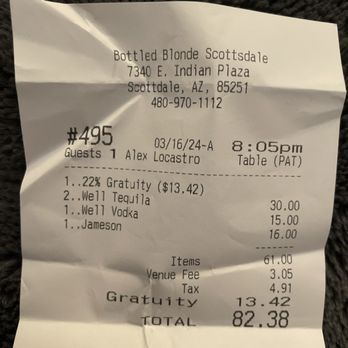 Bottled Blonde Scottsdale
7340 E. Indian Plaza
Scottdale, AZ, 85251
480-970-1112
#495 03/16/24-A 8:05pm
Guests 1 Alex Locastro Table (PAT)
1..22% Gratuity ($13.42)
2..Well Tequila 30.00
1..Well Vodka 15.00
1..Jameson 16.00
Items 61.00
Venue Fee 3.05
Tax 4.91
Gratuity 13.42
TOTAL 82.38